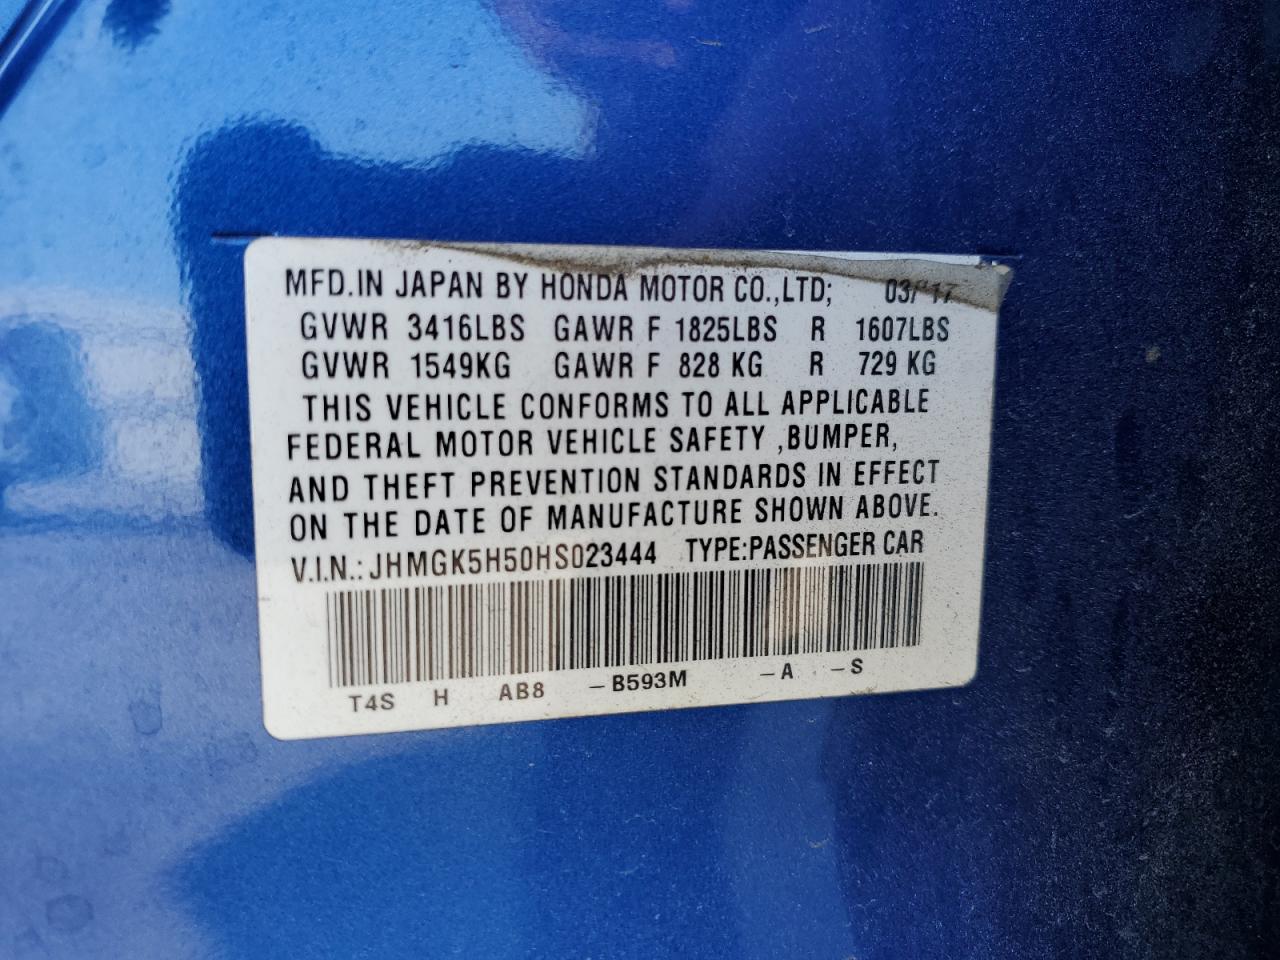 MFD.IN JAPAN BY HONDA MOTOR CO.,LTD; 03/17
GVWR 3416LBS GAWR F 1825LBS R 1607LBS
GVWR 1549KG GAWR F 828 KG R 729 KG
THIS VEHICLE CONFORMS TO ALL APPLICABLE
FEDERAL MOTOR VEHICLE SAFETY ,BUMPER,
AND THEFT PREVENTION STANDARDS IN EFFECT
ON THE DATE OF MANUFACTURE SHOWN ABOVE.
V.I.N.: JHMGK5H50HS023444 TYPE:PASSENGER CAR
T4S H AB8 -B593M -A -S